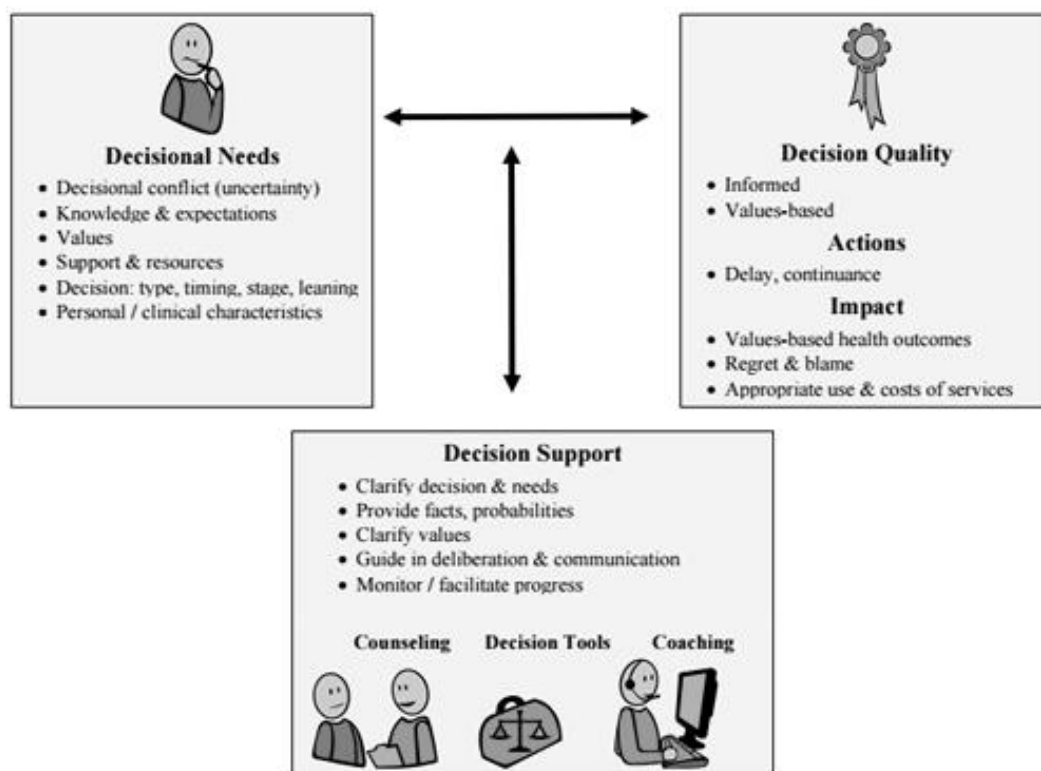 Decisional Needs
• Decisional conflict (uncertainty)
• Knowledge & expectations
• Values
• Support & resources
• Decision: type, timing, stage, leaning
• Personal / clinical characteristics
Decision Quality
• Informed
• Values-based
Actions
• Delay, continuance
Impact
• Values-based health outcomes
• Regret & blame
• Appropriate use & costs of services
Decision Support
• Clarify decision & needs
• Provide facts, probabilities
• Clarify values
• Guide in deliberation & communication
• Monitor / facilitate progress
Counseling Decision Tools Coaching